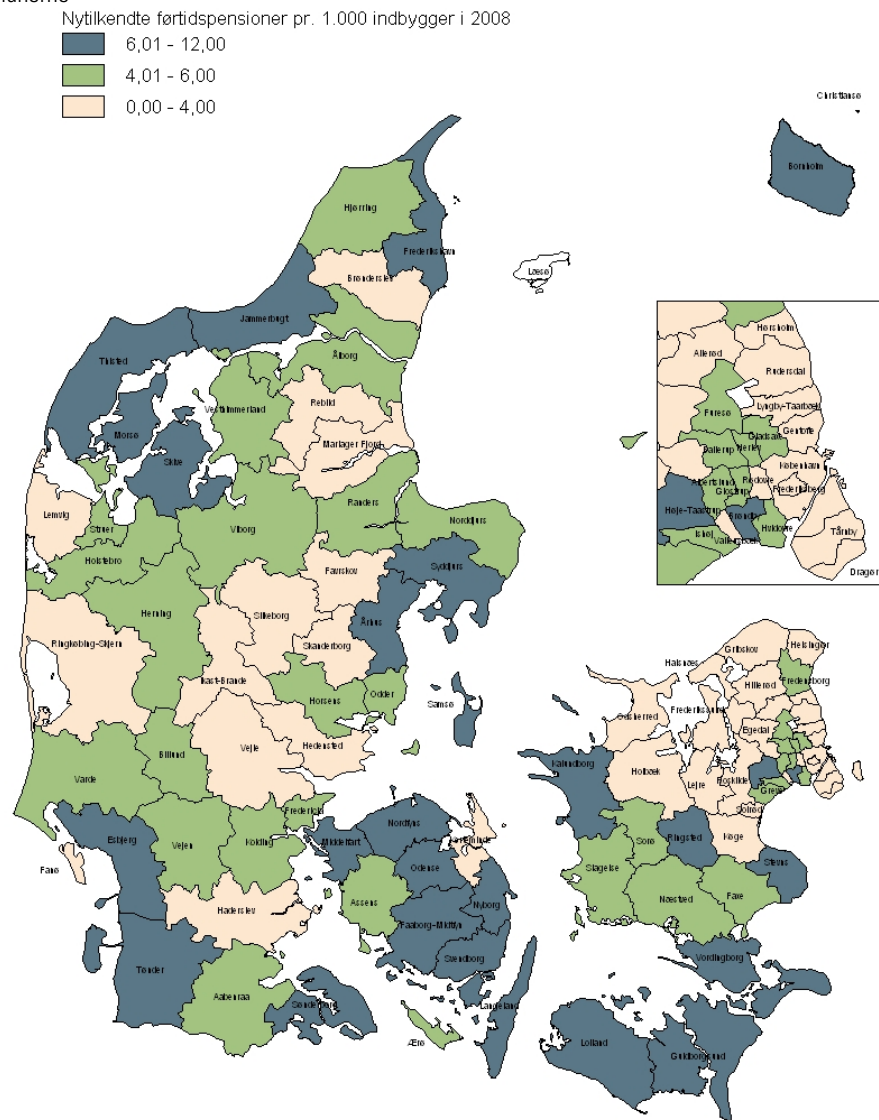 Nytilkendte førtidspensioner pr. 1.000 indbygger i 2008
6,01 - 12,00
4,01 - 6,00
0,00 - 4,00
Christiansø
Bornholm
Hjørring
Frederikshavn
Læsø
Brønderslev
Jammerbugt
Thisted
Ålborg
Vesthimmerland
Rebild
Morsø
Mariager Fjord
Skive
Lemvig
Struer
Viborg
Randers
Norddjurs
Holstebro
Favrskov
Syddjurs
Herning
Silkeborg
Århus
Ringkøbing-Skjern
Skanderborg
Ikast-Brande
Horsens
Odder
Samsø
Billund
Vejle
Hedensted
Varde
Fredericia
Esbjerg
Vejen
Kolding
Middelfart
Nordfyns
Kerteminde
Fanø
Odense
Assens
Nyborg
Haderslev
Faaborg-Midtfyn
Svendborg
Tønder
Aabenraa
Sønderborg
Langeland
Ærø
Hørsholm
Allerød
Rudersdal
Lyngby-Taarbæk
Furesø
Gentofte
Gladsaxe
Ballerup
Herlev
København
Albertslund
Rødovre
Glostrup
Frederiksberg
Høje-Taastrup
Brøndby
Hvidovre
Tårnby
Ishøj
Vallensbæk
Dragør
Helsingør
Gribskov
Halsnæs
Fredensborg
Hillerød
Frederikssund
Odsherred
Egedal
Kalundborg
Holbæk
Lejre
Roskilde
Greve
Solrød
Sorø
Ringsted
Køge
Slagelse
Stevns
Næstved
Faxe
Vordingborg
Lolland
Guldborgsund